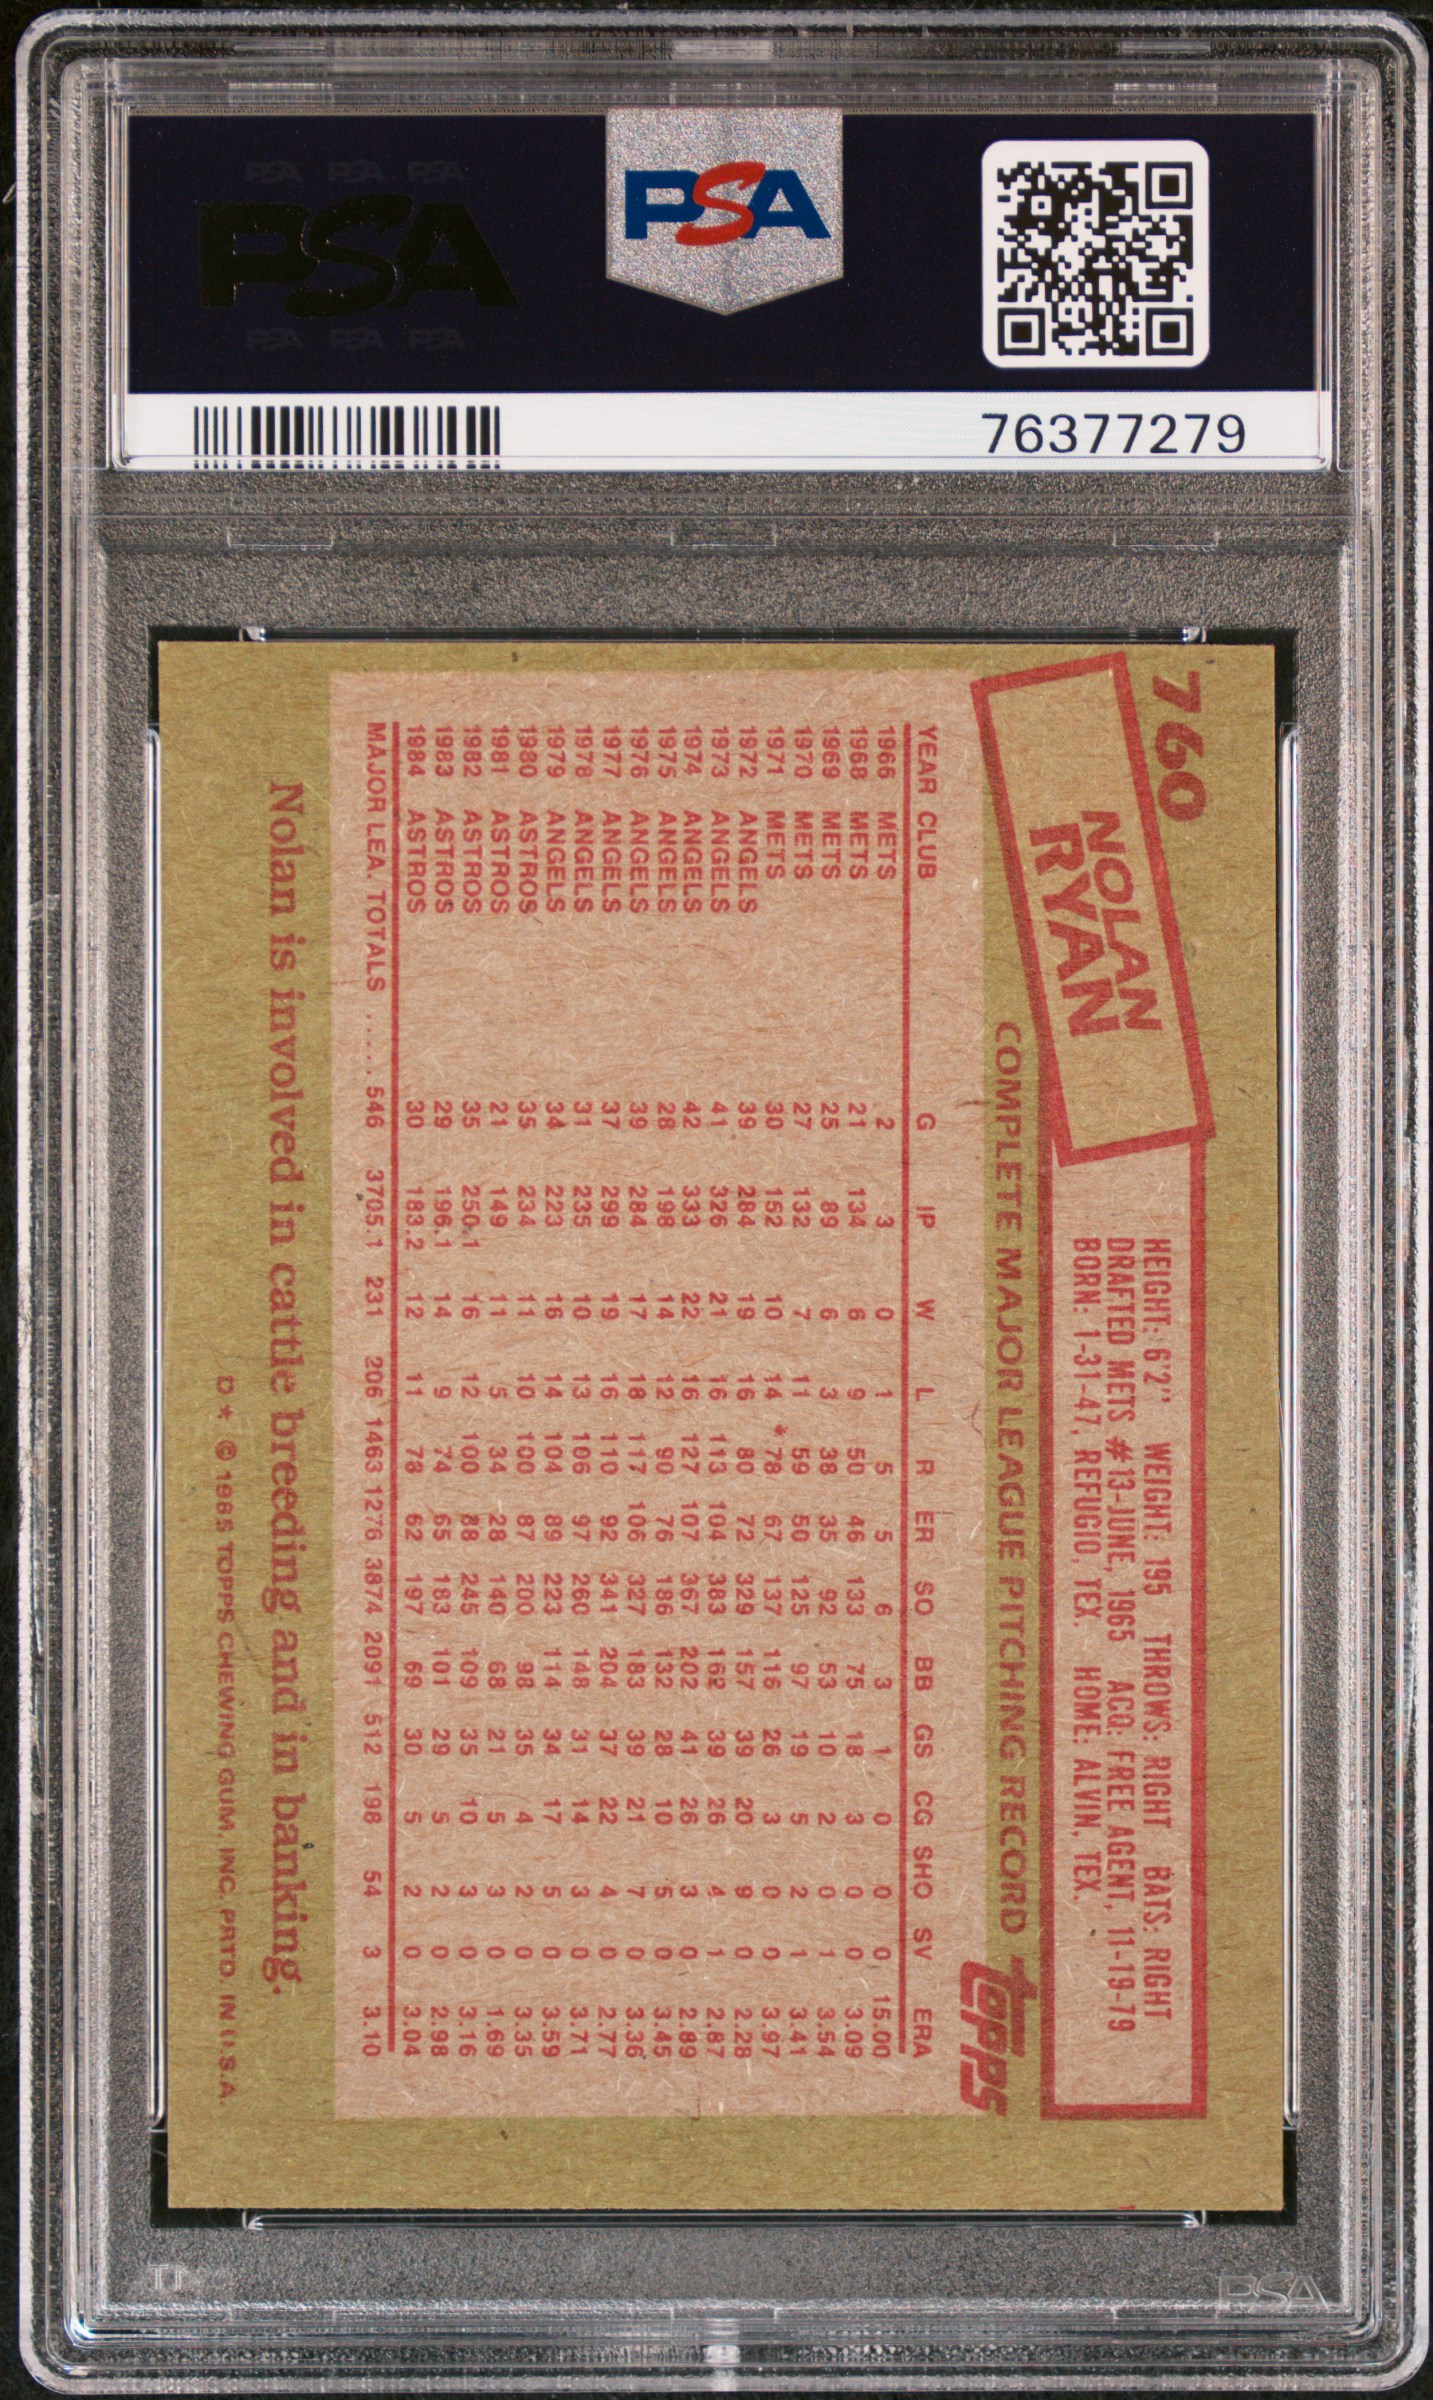 PSA PSA PSA
PSA
PSA PSA PSA
PSA
76377279
760
NOLAN
RYAN
HEIGHT: 6'2" WEIGHT: 195 THROWS: RIGHT BATS: RIGHT
DRAFTED METS #13-JUNE, 1965 ACQ: FREE AGENT, 11-19-79
BORN: 1-31-47, REFUGIO, TEX. HOME: ALVIN, TEX.
COMPLETE MAJOR LEAGUE PITCHING RECORD
topps
YEAR CLUB G IP W L R ER SO BB GS CG SHO SV ERA
1966 METS 2 3 0 1 5 5 6 3 1 0 0 0 15.00
1968 METS 21 134 6 9 50 46 133 75 18 3 0 0 3.09
1969 METS 25 89 6 3 38 35 92 53 10 2 0 1 3.54
1970 METS 27 132 7 11 59 50 125 97 19 5 2 1 3.41
1971 METS 30 152 10 14 *78 67 137 116 26 3 0 0 3.97
1972 ANGELS 39 284 19 16 80 72 329 157 39 20 9 0 2.28
1973 ANGELS 41 326 21 16 113 104 383 162 39 26 4 1 2.87
1974 ANGELS 42 333 22 16 127 107 367 202 41 26 3 0 2.89
1975 ANGELS 28 198 14 12 90 76 186 132 28 10 5 0 3.45
1976 ANGELS 39 284 17 18 117 106 327 183 39 21 7 0 3.36
1977 ANGELS 37 299 19 16 110 92 341 204 37 22 4 0 2.77
1978 ANGELS 31 235 10 13 106 97 260 148 31 14 3 0 3.71
1979 ANGELS 34 223 16 14 104 89 223 114 34 17 5 0 3.59
1980 ASTROS 35 234 11 10 100 87 200 98 35 4 2 0 3.35
1981 ASTROS 21 149 11 5 34 28 140 68 21 5 3 0 1.69
1982 ASTROS 35 250.1 16 12 100 88 245 109 35 10 3 0 3.16
1983 ASTROS 29 196.1 14 9 74 65 183 101 29 5 2 0 2.98
1984 ASTROS 30 183.2 12 11 78 62 197 69 30 5 2 0 3.04
MAJOR LEA. TOTALS ..... 546 3705.1 231 206 1463 1276 3874 2091 512 198 54 3 3.10
Nolan is involved in cattle breeding and in banking.
D* © 1985 TOPPS CHEWING GUM, INC. PRTD. IN U.S.A.
PSA